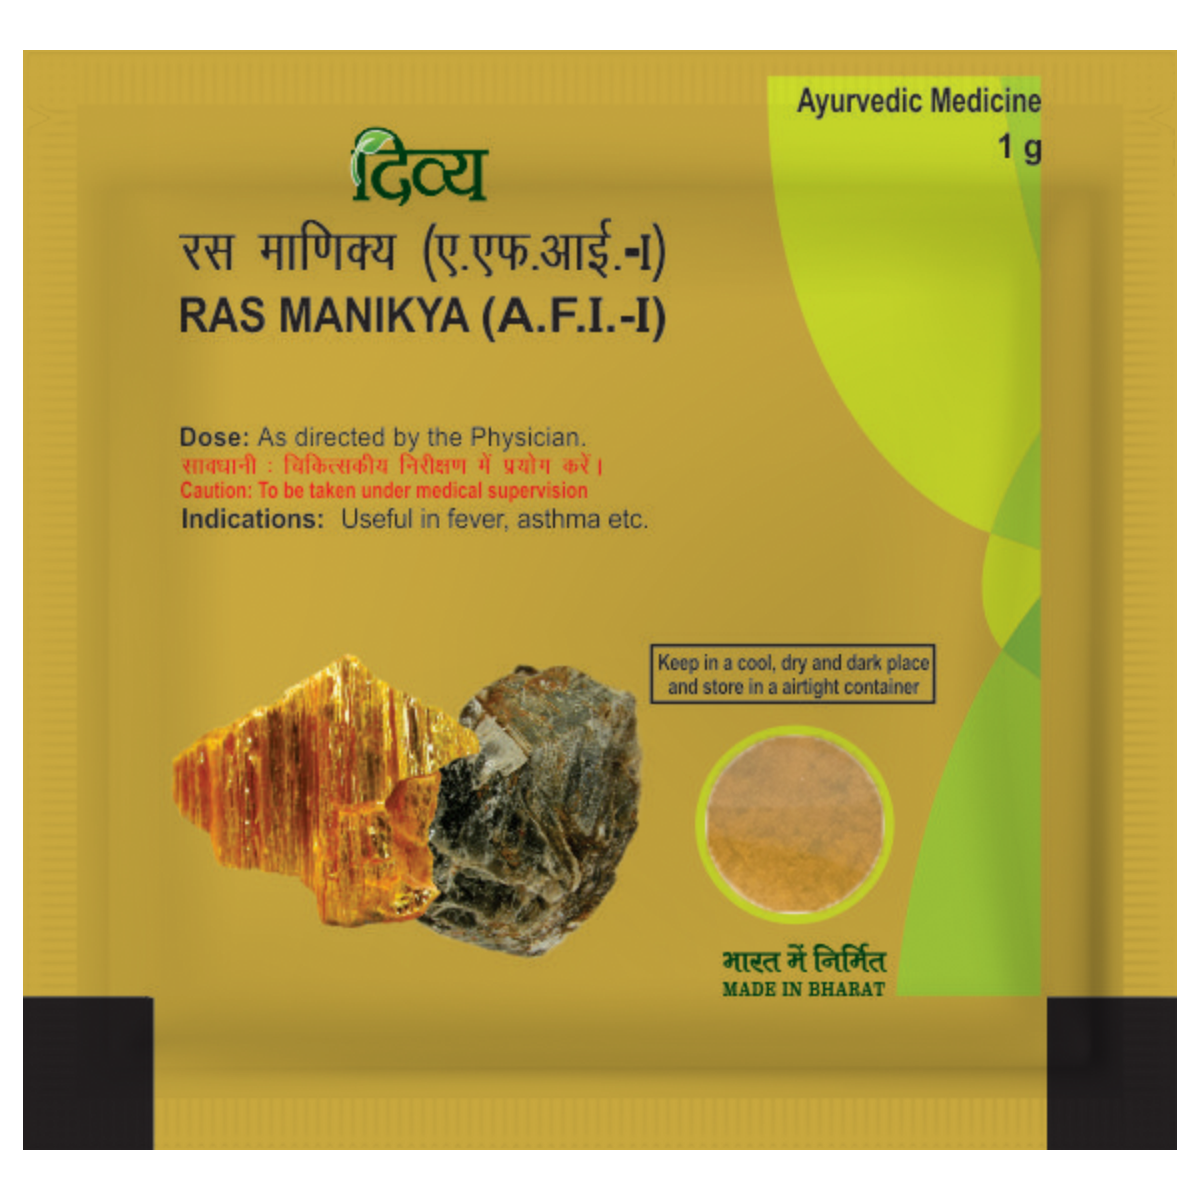 Ayurvedic Medicine
1 g
दिव्य
रस माणिक्य (ए.एफ.आई.-I)
RAS MANIKYA (A.F.I.-I)
Dose: As directed by the Physician.
सावधानी : चिकित्सकीय निरीक्षण में प्रयोग करें।
Caution: To be taken under medical supervision
Indications: Useful in fever, asthma etc.
Keep in a cool, dry and dark place
and store in a airtight container
भारत में निर्मित
MADE IN BHARAT